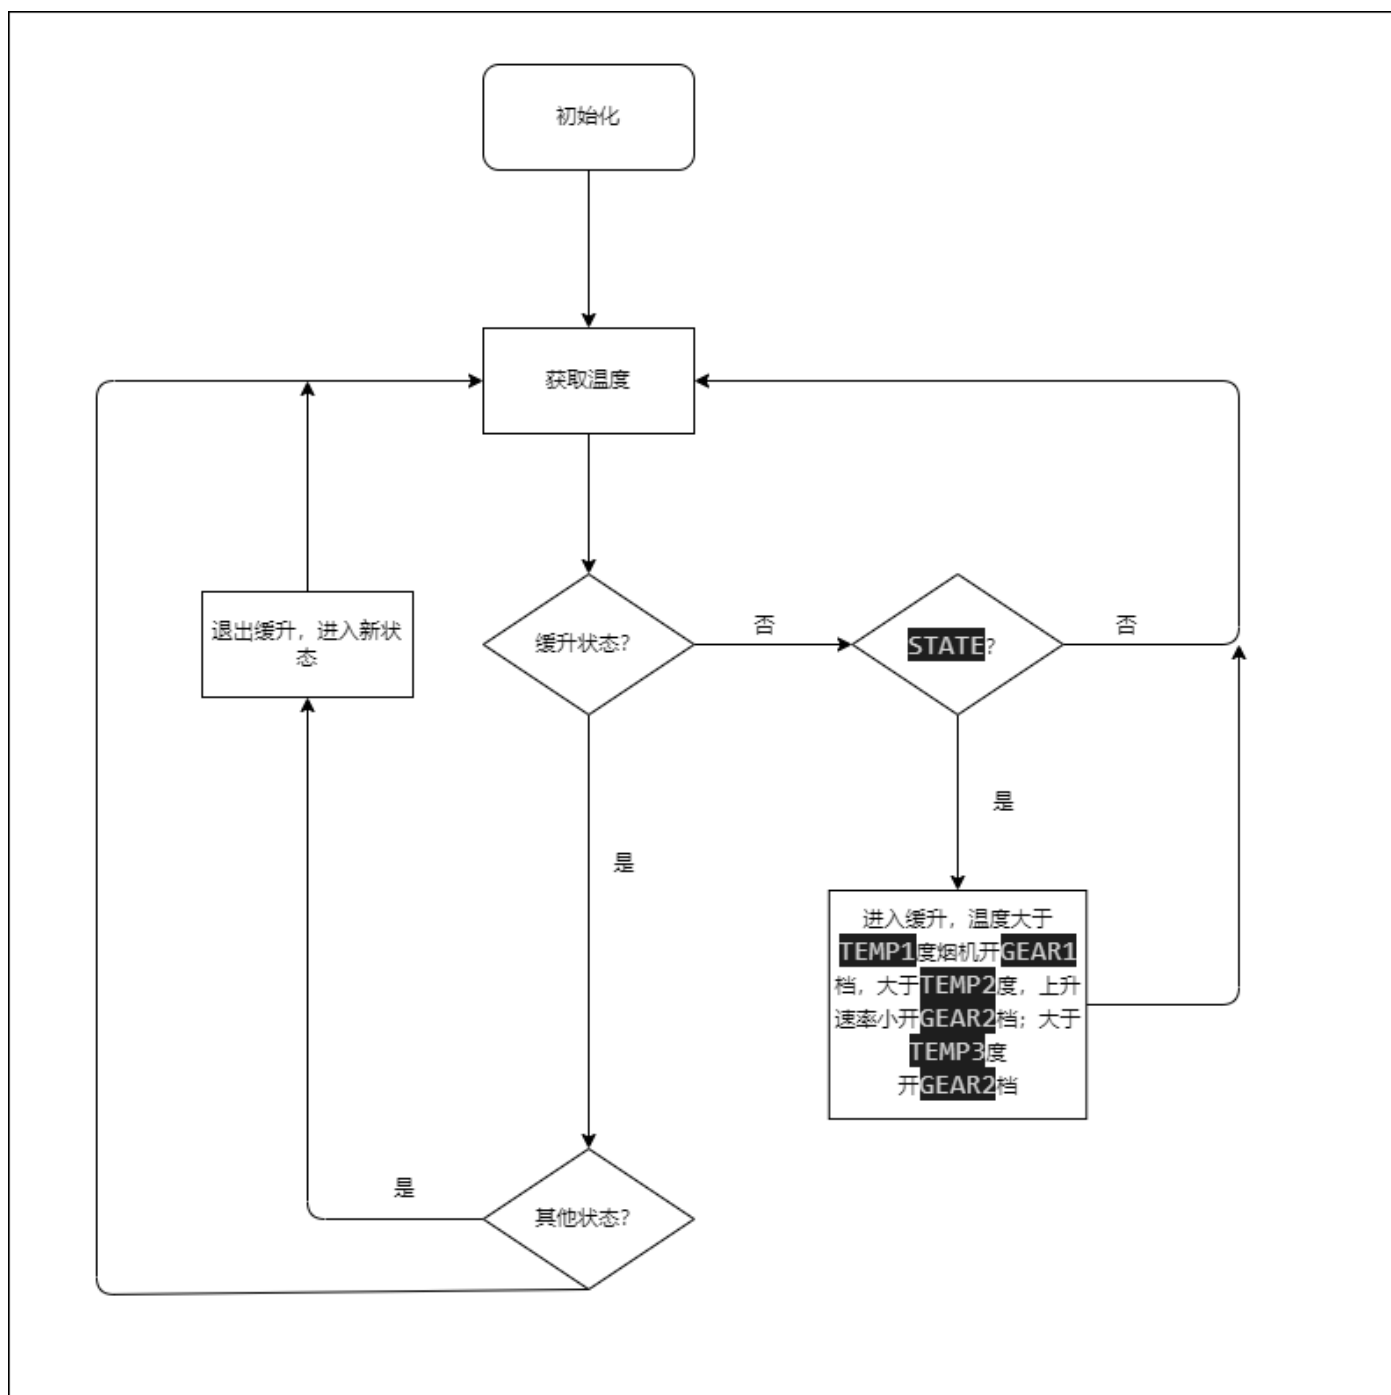 初始化
获取温度
退出缓升，进入新状
态
缓升状态?
否
STATE?
否
是
是
进入缓升，温度大于
TEMP1度烟机开GEAR1
档，大于TEMP2度，上升
速率小开GEAR2档；大于
TEMP3度
开GEAR2档
是
其他状态?